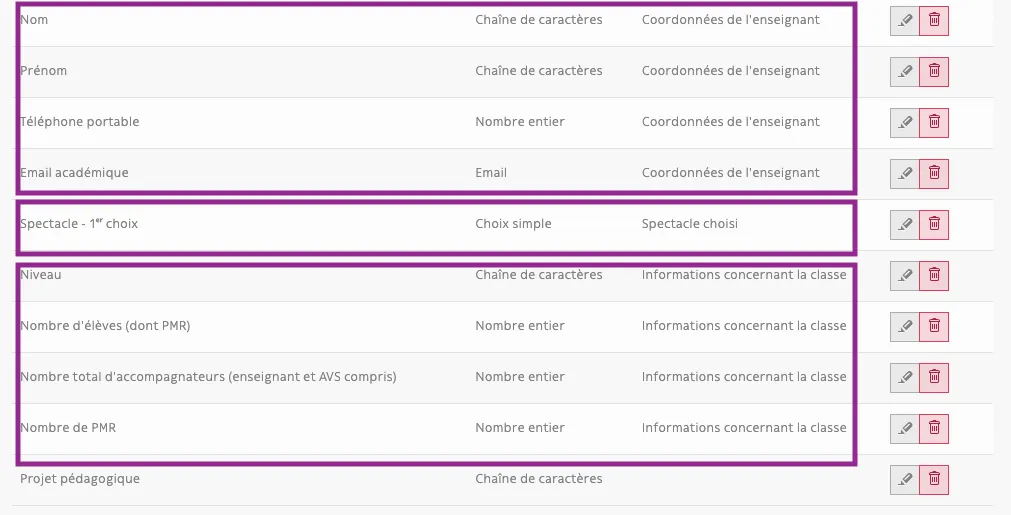 Nom Chaîne de caractères Coordonnées de l'enseignant
Prénom Chaîne de caractères Coordonnées de l'enseignant
Téléphone portable Nombre entier Coordonnées de l'enseignant
Email académique Email Coordonnées de l'enseignant
Spectacle - 1er choix Choix simple Spectacle choisi
Niveau Chaîne de caractères Informations concernant la classe
Nombre d'élèves (dont PMR) Nombre entier Informations concernant la classe
Nombre total d'accompagnateurs (enseignant et AVS compris) Nombre entier Informations concernant la classe
Nombre de PMR Nombre entier Informations concernant la classe
Projet pédagogique Chaîne de caractères